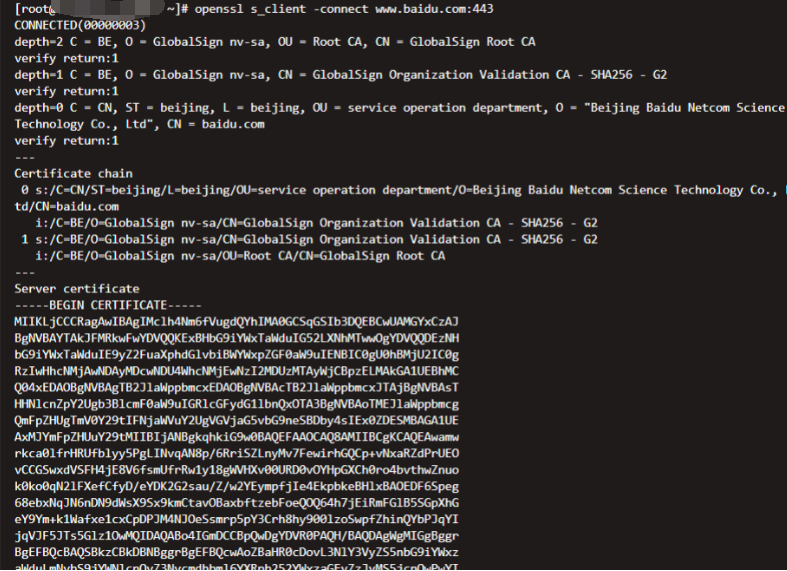 [root@ ~]# openssl s_client -connect www.baidu.com:443
CONNECTED(00000003)
depth=2 C = BE, O = GlobalSign nv-sa, OU = Root CA, CN = GlobalSign Root CA
verify return:1
depth=1 C = BE, O = GlobalSign nv-sa, CN = GlobalSign Organization Validation CA - SHA256 - G2
verify return:1
depth=0 C = CN, ST = beijing, L = beijing, OU = service operation department, O = "Beijing Baidu Netcom Science
Technology Co., Ltd", CN = baidu.com
verify return:1
---
Certificate chain
0 s:/C=CN/ST=beijing/L=beijing/OU=service operation department/O=Beijing Baidu Netcom Science Technology Co.,
td/CN=baidu.com
i:/C=BE/O=GlobalSign nv-sa/CN=GlobalSign Organization Validation CA - SHA256 - G2
1 s:/C=BE/O=GlobalSign nv-sa/CN=GlobalSign Organization Validation CA - SHA256 - G2
i:/C=BE/O=GlobalSign nv-sa/OU=Root CA/CN=GlobalSign Root CA
---
Server certificate
-----BEGIN CERTIFICATE-----
MIIKLjCCCRagAwIBAgIMclh4Nm6fVugdQYhIMA0GCSqGSIb3DQEBCwUAMGYxCzAJ
BgNVBAYTAkJFMRkwFwYDVQQKExBHbG9iYWxTaWduIG52LXNhMTwwOgYDVQQDEzNH
bG9iYWxTaWduIE9yZ2FuaXphdGlvbiBWYWxpZGF0aW9uIENBIC0gU0hBMjU2IC0g
RzIwHhcNMjAwNDAyMDcwNDU4WhcNMjEwNzI2MDUzMTAyWjCBpzELMAkGA1UEBhMC
Q04xEDAOBgNVBAgTB2JlaWppbmcxEDAOBgNVBAcTB2JlaWppbmcxJTAjBgNVBAsT
HHNlcnZpY2Ugb3BlcmF0aW9uIGRlcGFydG1lbnQxOTA3BgNVBAoTMEJlaWppbmcg
QmFpZHUgTmV0Y29tIFNjaWVuY2UgVGVjaG5vbG9neSBDby4sIEx0ZDESMBAGA1UE
AxMJYmFpZHUuY29tMIIBIjANBgkqhkiG9w0BAQEFAAOCAQ8AMIIBCgKCAQEAwamw
rkca0lfrHRUfblyy5PgLINvqAN8p/6RriSZLnyMv7FewirhGQCp+vNxaRZdPrUEO
vCCGSwxdVSFH4jE8V6fsmUfrRw1y18gWVHXv00URD0vOYHpGXCh0ro4bvthwZnuo
k0ko0qN2lFXefCfyD/eYDK2G2sau/Z/w2YEympfjIe4EkpbkeBHlxBAOEDF6Speg
68ebxNqJN6nDN9dWsX9Sx9kmCtavOBaxbftzebFoeQOQ64h7jEiRmFGlB5SGpXhG
eY9Ym+k1Wafxe1cxCpDPJM4NJOeSsmrp5pY3Crh8hy900lzoSwpfZhinQYbPJqYI
jqVJF5JTs5Glz1OwMQIDAQABo4IGmDCCBpQwDgYDVR0PAQH/BAQDAgWgMIGgBggr
BgEFBQcBAQSBkzCBkDBNBggrBgEFBQcwAoZBaHR0cDovL3NlY3VyZS5nbG9iYWxz